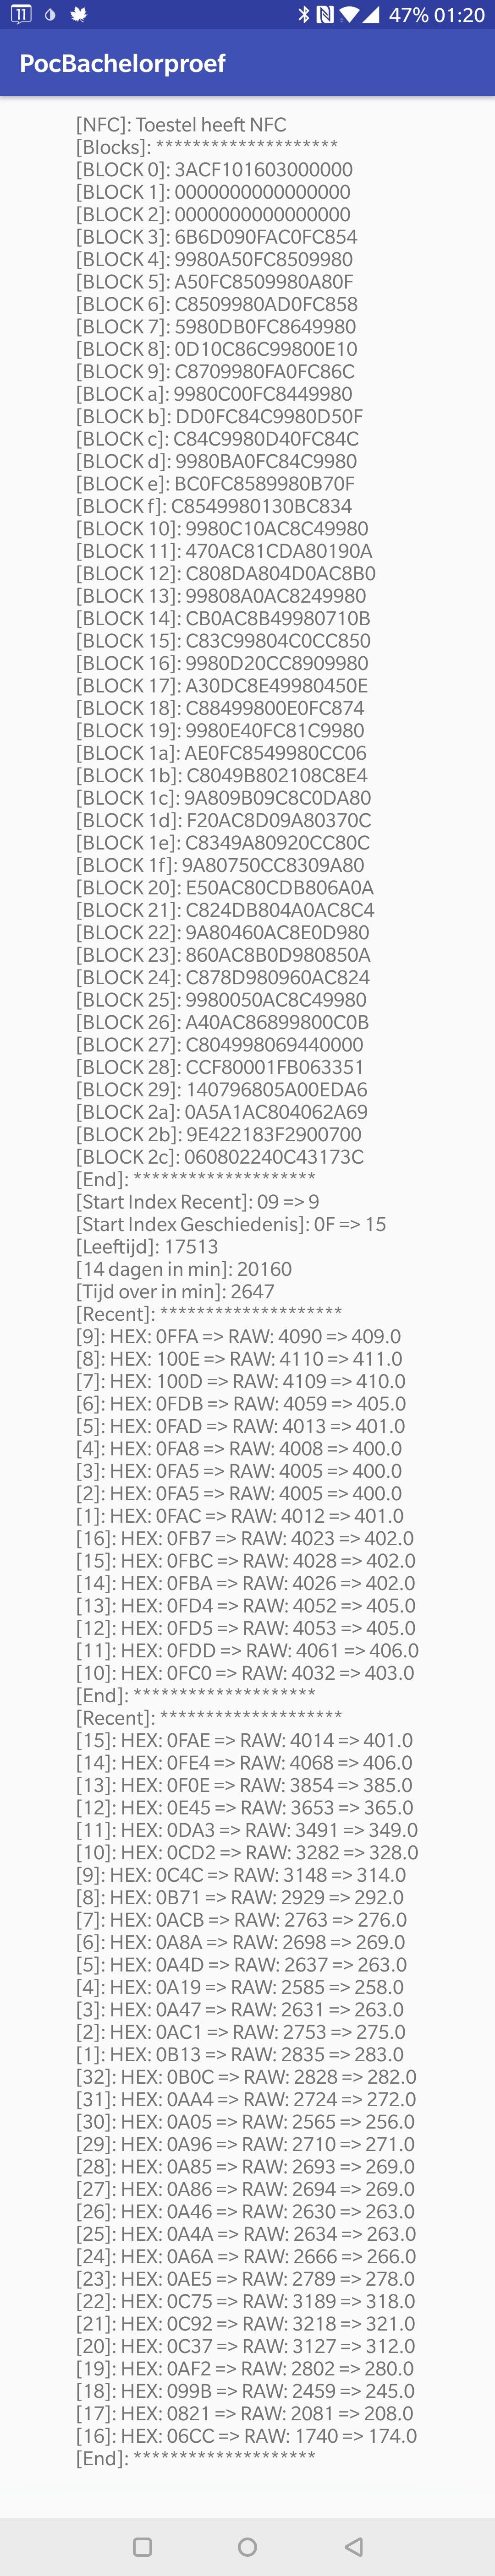 11 47% 01:20
PocBachelorproef
[NFC]: Toestel heeft NFC
[Blocks]: ********************
[BLOCK 0]: 3ACF101603000000
[BLOCK 1]: 0000000000000000
[BLOCK 2]: 0000000000000000
[BLOCK 3]: 6B6D090FAC0FC854
[BLOCK 4]: 9980A50FC8509980
[BLOCK 5]: A50FC8509980A80F
[BLOCK 6]: C8509980AD0FC858
[BLOCK 7]: 5980DB0FC8649980
[BLOCK 8]: 0D10C86C99800E10
[BLOCK 9]: C8709980FA0FC86C
[BLOCK a]: 9980C00FC8449980
[BLOCK b]: DD0FC84C9980D50F
[BLOCK c]: C84C9980D40FC84C
[BLOCK d]: 9980BA0FC84C9980
[BLOCK e]: BC0FC8589980B70F
[BLOCK f]: C8549980130BC834
[BLOCK 10]: 9980C10AC8C49980
[BLOCK 11]: 470AC81CDA80190A
[BLOCK 12]: C808DA804D0AC8B0
[BLOCK 13]: 99808A0AC8249980
[BLOCK 14]: CB0AC8B49980710B
[BLOCK 15]: C83C99804C0CC850
[BLOCK 16]: 9980D20CC8909980
[BLOCK 17]: A30DC8E49980450E
[BLOCK 18]: C88499800E0FC874
[BLOCK 19]: 9980E40FC81C9980
[BLOCK 1a]: AE0FC8549980CC06
[BLOCK 1b]: C8049B802108C8E4
[BLOCK 1c]: 9A809B09C8C0DA80
[BLOCK 1d]: F20AC8D09A80370C
[BLOCK 1e]: C8349A80920CC80C
[BLOCK 1f]: 9A80750CC8309A80
[BLOCK 20]: E50AC80CDB806A0A
[BLOCK 21]: C824DB804A0AC8C4
[BLOCK 22]: 9A80460AC8E0D980
[BLOCK 23]: 860AC8B0D980850A
[BLOCK 24]: C878D980960AC824
[BLOCK 25]: 9980050AC8C49980
[BLOCK 26]: A40AC86899800C0B
[BLOCK 27]: C804998069440000
[BLOCK 28]: CCF80001FB063351
[BLOCK 29]: 140796805A00EDA6
[BLOCK 2a]: 0A5A1AC804062A69
[BLOCK 2b]: 9E422183F2900700
[BLOCK 2c]: 060802240C43173C
[End]: ********************
[Start Index Recent]: 09 => 9
[Start Index Geschiedenis]: 0F => 15
[Leeftijd]: 17513
[14 dagen in min]: 20160
[Tijd over in min]: 2647
[Recent]: ********************
[9]: HEX: 0FFA => RAW: 4090 => 409.0
[8]: HEX: 100E => RAW: 4110 => 411.0
[7]: HEX: 100D => RAW: 4109 => 410.0
[6]: HEX: 0FDB => RAW: 4059 => 405.0
[5]: HEX: 0FAD => RAW: 4013 => 401.0
[4]: HEX: 0FA8 => RAW: 4008 => 400.0
[3]: HEX: 0FA5 => RAW: 4005 => 400.0
[2]: HEX: 0FA5 => RAW: 4005 => 400.0
[1]: HEX: 0FAC => RAW: 4012 => 401.0
[16]: HEX: 0FB7 => RAW: 4023 => 402.0
[15]: HEX: 0FBC => RAW: 4028 => 402.0
[14]: HEX: 0FBA => RAW: 4026 => 402.0
[13]: HEX: 0FD4 => RAW: 4052 => 405.0
[12]: HEX: 0FD5 => RAW: 4053 => 405.0
[11]: HEX: 0FDD => RAW: 4061 => 406.0
[10]: HEX: 0FC0 => RAW: 4032 => 403.0
[End]: ********************
[Recent]: ********************
[15]: HEX: 0FAE => RAW: 4014 => 401.0
[14]: HEX: 0FE4 => RAW: 4068 => 406.0
[13]: HEX: 0F0E => RAW: 3854 => 385.0
[12]: HEX: 0E45 => RAW: 3653 => 365.0
[11]: HEX: 0DA3 => RAW: 3491 => 349.0
[10]: HEX: 0CD2 => RAW: 3282 => 328.0
[9]: HEX: 0C4C => RAW: 3148 => 314.0
[8]: HEX: 0B71 => RAW: 2929 => 292.0
[7]: HEX: 0ACB => RAW: 2763 => 276.0
[6]: HEX: 0A8A => RAW: 2698 => 269.0
[5]: HEX: 0A4D => RAW: 2637 => 263.0
[4]: HEX: 0A19 => RAW: 2585 => 258.0
[3]: HEX: 0A47 => RAW: 2631 => 263.0
[2]: HEX: 0AC1 => RAW: 2753 => 275.0
[1]: HEX: 0B13 => RAW: 2835 => 283.0
[32]: HEX: 0B0C => RAW: 2828 => 282.0
[31]: HEX: 0AA4 => RAW: 2724 => 272.0
[30]: HEX: 0A05 => RAW: 2565 => 256.0
[29]: HEX: 0A96 => RAW: 2710 => 271.0
[28]: HEX: 0A85 => RAW: 2693 => 269.0
[27]: HEX: 0A86 => RAW: 2694 => 269.0
[26]: HEX: 0A46 => RAW: 2630 => 263.0
[25]: HEX: 0A4A => RAW: 2634 => 263.0
[24]: HEX: 0A6A => RAW: 2666 => 266.0
[23]: HEX: 0AE5 => RAW: 2789 => 278.0
[22]: HEX: 0C75 => RAW: 3189 => 318.0
[21]: HEX: 0C92 => RAW: 3218 => 321.0
[20]: HEX: 0C37 => RAW: 3127 => 312.0
[19]: HEX: 0AF2 => RAW: 2802 => 280.0
[18]: HEX: 099B => RAW: 2459 => 245.0
[17]: HEX: 0821 => RAW: 2081 => 208.0
[16]: HEX: 06CC => RAW: 1740 => 174.0
[End]: ********************